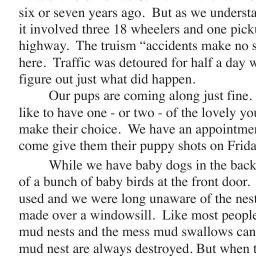 six or seven years ago. But as we understa
it involved three 18 wheelers and one pick
highway. The truism “accidents make no s
here. Traffic was detoured for half a day w
figure out just what did happen.
Our pups are coming along just fine.
like to have one - or two - of the lovely you
make their choice. We have an appointmen
come give them their puppy shots on Frida
While we have baby dogs in the back
of a bunch of baby birds at the front door.
used and we were long unaware of the nest
made over a windowsill. Like most people
mud nests and the mess mud swallows can
mud nest are always destroyed. But when t